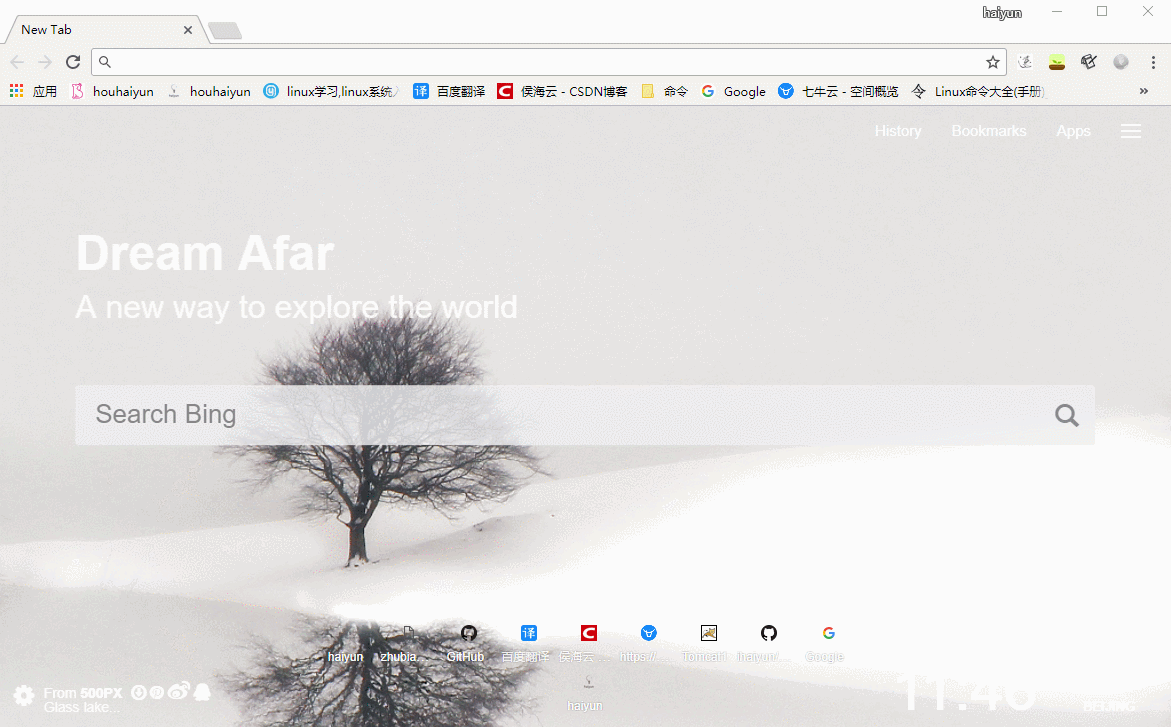 haiyun
New Tab
应用 houhaiyun houhaiyun linux学习,linux系统 百度翻译 侯海云 - CSDN博客 命令 Google 七牛云 - 空间概览 Linux命令大全(手册) »
History Bookmarks Apps
Dream Afar
A new way to explore the world
Search Bing
haiyun zhubia... GitHub 百度翻译 侯海云 ... https://... Tomcat1 haiyun/... Google
haiyun
From 500PX
Glass lake...
11:46
BEIJING